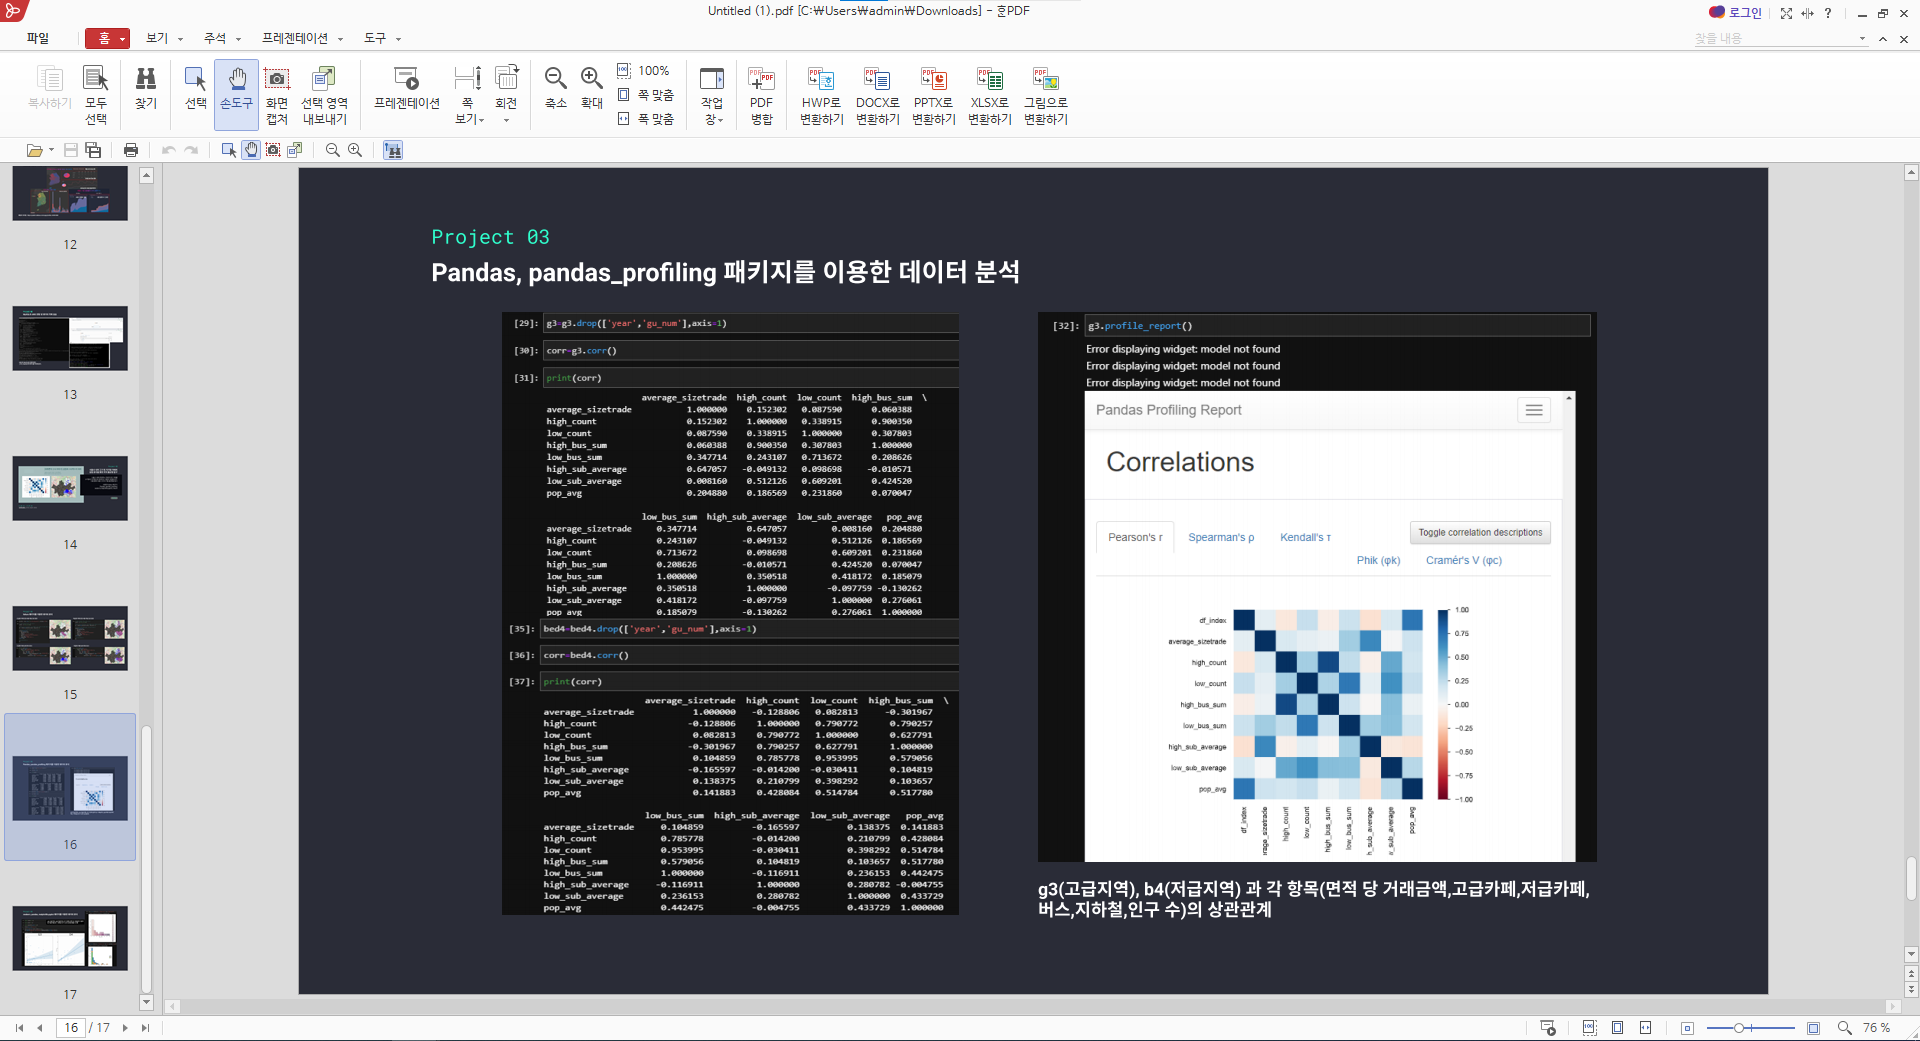 Untitled (1).pdf [C:₩Users₩admin₩Downloads] - 한PDF
로그인
?
파일
홈
보기
주석
프레젠테이션
도구
찾을 내용
복사하기
모두 선택
찾기
선택
손도구
화면 캡처
선택 영역 내보내기
프레젠테이션
쪽 보기
회전
축소
확대
100%
쪽 맞춤
폭 맞춤
작업 창
PDF 병합
HWP로 변환하기
DOCX로 변환하기
PPTX로 변환하기
XLSX로 변환하기
그림으로 변환하기
12
13
14
15
16
17
Project 03
Pandas, pandas_profiling 패키지를 이용한 데이터 분석
[29]: g3=g3.drop(['year','gu_num'],axis=1)
[30]: corr=g3.corr()
[31]: print(corr)
average_sizetrade high_count low_count high_bus_sum \
average_sizetrade 1.000000 0.152302 0.087590 0.060388
high_count 0.152302 1.000000 0.338915 0.900350
low_count 0.087590 0.338915 1.000000 0.307803
high_bus_sum 0.060388 0.900350 0.307803 1.000000
low_bus_sum 0.347714 0.243107 0.713672 0.208626
high_sub_average 0.647057 -0.049132 0.098698 -0.010571
low_sub_average 0.008160 0.512126 0.609201 0.424520
pop_avg 0.204880 0.186569 0.231860 0.070047
low_bus_sum high_sub_average low_sub_average pop_avg
average_sizetrade 0.347714 0.647057 0.008160 0.204880
high_count 0.243107 -0.049132 0.512126 0.186569
low_count 0.713672 0.098698 0.609201 0.231860
high_bus_sum 0.208626 -0.010571 0.424520 0.070047
low_bus_sum 1.000000 0.350518 0.418172 0.185079
high_sub_average 0.350518 1.000000 -0.097759 -0.130262
low_sub_average 0.418172 -0.097759 1.000000 0.276061
pop_avg 0.185079 -0.130262 0.276061 1.000000
[35]: bed4=bed4.drop(['year','gu_num'],axis=1)
[36]: corr=bed4.corr()
[37]: print(corr)
average_sizetrade high_count low_count high_bus_sum \
average_sizetrade 1.000000 -0.128806 0.082813 -0.301967
high_count -0.128806 1.000000 0.790772 0.790257
low_count 0.082813 0.790772 1.000000 0.627791
high_bus_sum -0.301967 0.790257 0.627791 1.000000
low_bus_sum 0.104859 0.785778 0.953995 0.579056
high_sub_average -0.165597 -0.014200 -0.030411 0.104819
low_sub_average 0.138375 0.210799 0.398292 0.103657
pop_avg 0.141883 0.428084 0.514784 0.517780
low_bus_sum high_sub_average low_sub_average pop_avg
average_sizetrade 0.104859 -0.165597 0.138375 0.141883
high_count 0.785778 -0.014200 0.210799 0.428084
low_count 0.953995 -0.030411 0.398292 0.514784
high_bus_sum 0.579056 0.104819 0.103657 0.517780
low_bus_sum 1.000000 -0.116911 0.236153 0.442475
high_sub_average -0.116911 1.000000 0.280782 -0.004755
low_sub_average 0.236153 0.280782 1.000000 0.433729
pop_avg 0.442475 -0.004755 0.433729 1.000000
[32]: g3.profile_report()
Error displaying widget: model not found
Error displaying widget: model not found
Error displaying widget: model not found
Pandas Profiling Report
Correlations
Toggle correlation descriptions
Pearson's r
Spearman's ρ
Kendall's τ
Phik (φk)
Cramér's V (φc)
df_index
average_sizetrade
high_count
low_count
high_bus_sum
low_bus_sum
high_sub_average
low_sub_average
pop_avg
1.00
0.75
0.50
0.25
0.00
−0.25
−0.50
−0.75
−1.00
df_index
erage_sizetrade
high_count
low_count
high_bus_sum
low_bus_sum
h_sub_average
v_sub_average
pop_avg
g3(고급지역), b4(저급지역) 과 각 항목(면적 당 거래금액,고급카페,저급카페,
버스,지하철,인구 수)의 상관관계
16 / 17
76 %